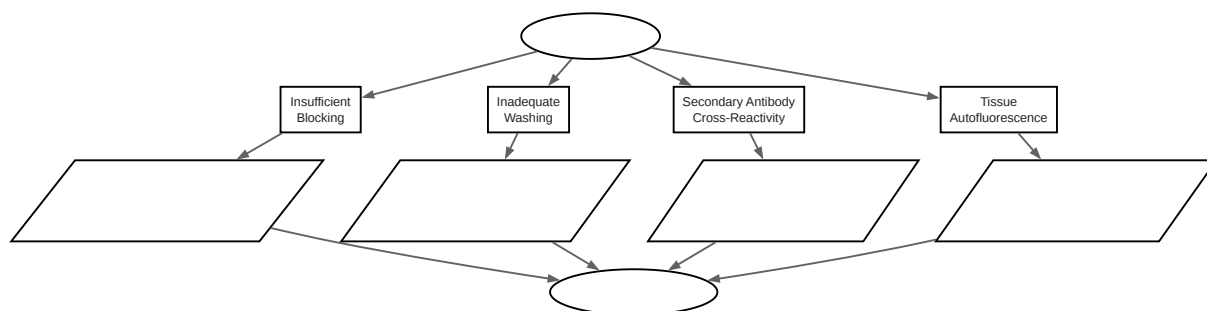 Insufficient
Blocking
Inadequate
Washing
Secondary Antibody
Cross-Reactivity
Tissue
Autofluorescence